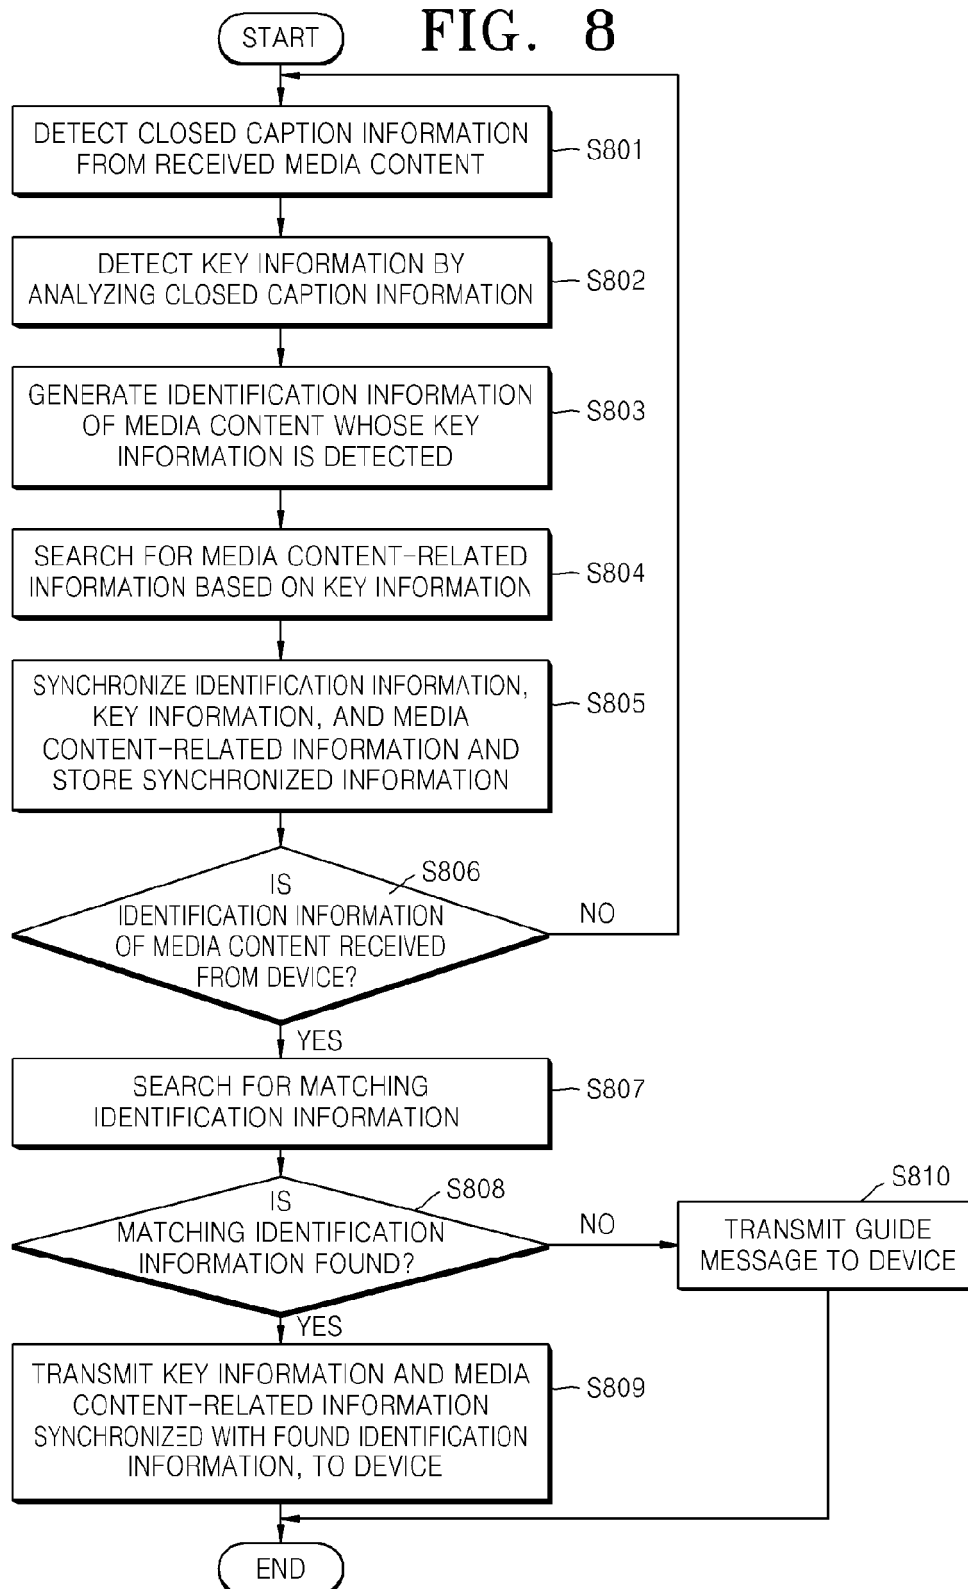 FIG. 8
START
DETECT CLOSED CAPTION INFORMATION
FROM RECEIVED MEDIA CONTENT
S801
DETECT KEY INFORMATION BY
ANALYZING CLOSED CAPTION INFORMATION
S802
GENERATE IDENTIFICATION INFORMATION
OF MEDIA CONTENT WHOSE KEY
INFORMATION IS DETECTED
S803
SEARCH FOR MEDIA CONTENT-RELATED
INFORMATION BASED ON KEY INFORMATION
S804
SYNCHRONIZE IDENTIFICATION INFORMATION,
KEY INFORMATION, AND MEDIA
CONTENT-RELATED INFORMATION AND
STORE SYNCHRONIZED INFORMATION
S805
IS
IDENTIFICATION INFORMATION
OF MEDIA CONTENT RECEIVED
FROM DEVICE?
S806
NO
YES
SEARCH FOR MATCHING
IDENTIFICATION INFORMATION
S807
IS
MATCHING IDENTIFICATION
INFORMATION FOUND?
S808
NO
S810
TRANSMIT GUIDE
MESSAGE TO DEVICE
YES
TRANSMIT KEY INFORMATION AND MEDIA
CONTENT-RELATED INFORMATION
SYNCHRONIZED WITH FOUND IDENTIFICATION
INFORMATION, TO DEVICE
S809
END